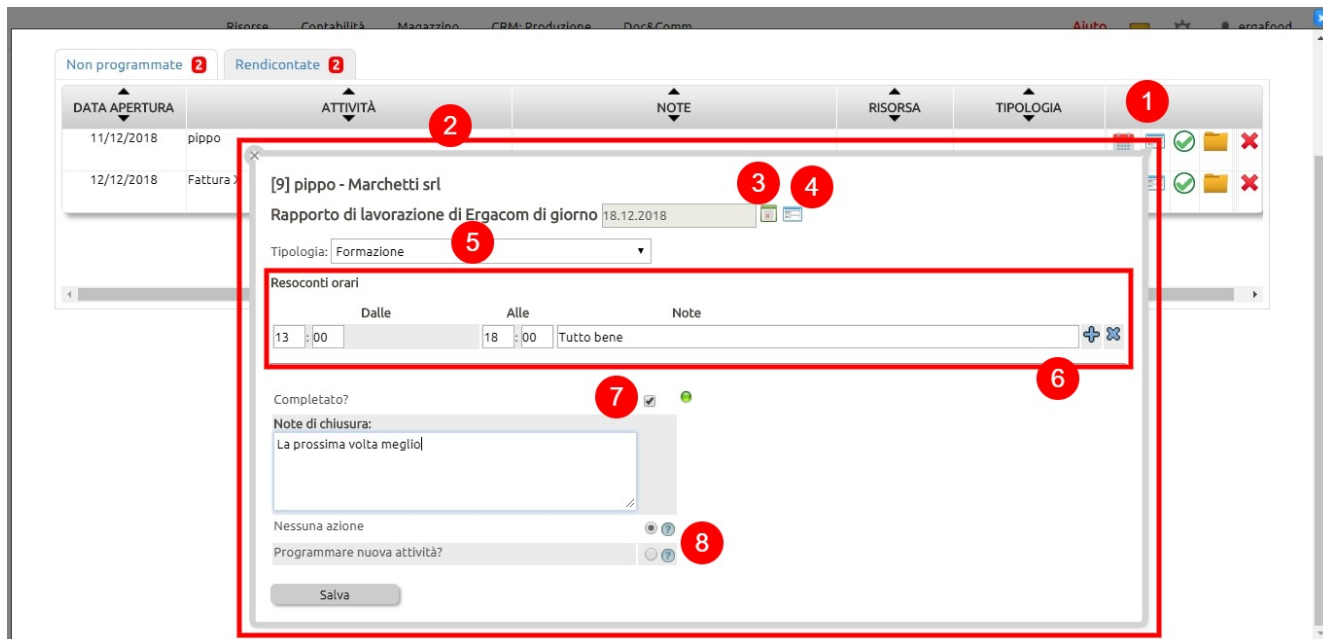 Risorse Contabilità Magazzino CRM: Produzione Doc&Comm Aiuto ergafood
Non programmate 2 Rendicontate 2
DATA APERTURA ATTIVITÀ NOTE RISORSA TIPOLOGIA
1
2
11/12/2018 pippo
12/12/2018 Fattura
[9] pippo - Marchetti srl
3 4
Rapporto di lavorazione di Ergacom di giorno 18.12.2018
5
Tipologia: Formazione
Resoconti orari
Dalle Alle Note
13 : 00 18 : 00 Tutto bene
6
Completato? 7
Note di chiusura:
La prossima volta meglio
Nessuna azione ?
8
Programmare nuova attività? ?
Salva